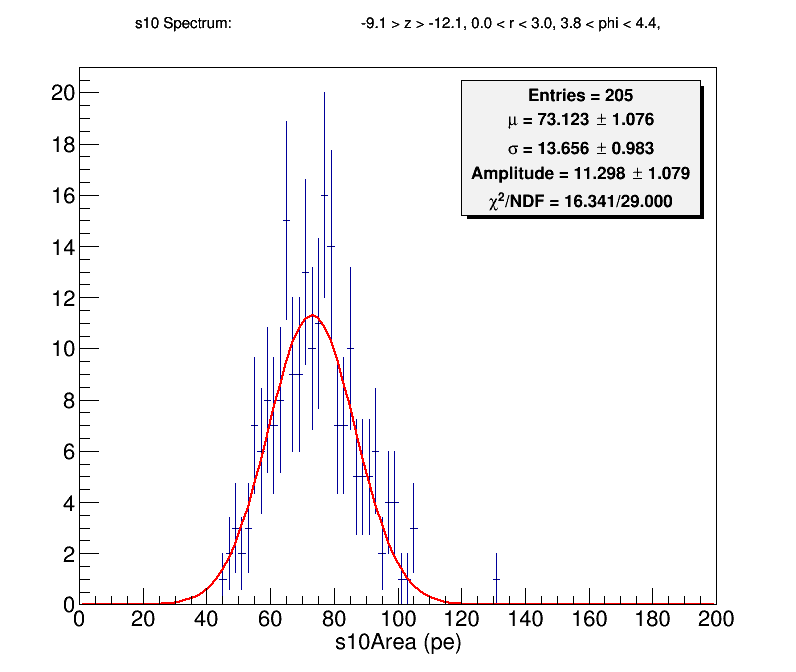 s10 Spectrum: -9.1 > z > -12.1, 0.0 < r < 3.0, 3.8 < phi < 4.4,
Entries = 205
μ = 73.123 ± 1.076
σ = 13.656 ± 0.983
Amplitude = 11.298 ± 1.079
χ²/NDF = 16.341/29.000
20
18
16
14
12
10
8
6
4
2
0
0 20 40 60 80 100 120 140 160 180 200
s10Area (pe)